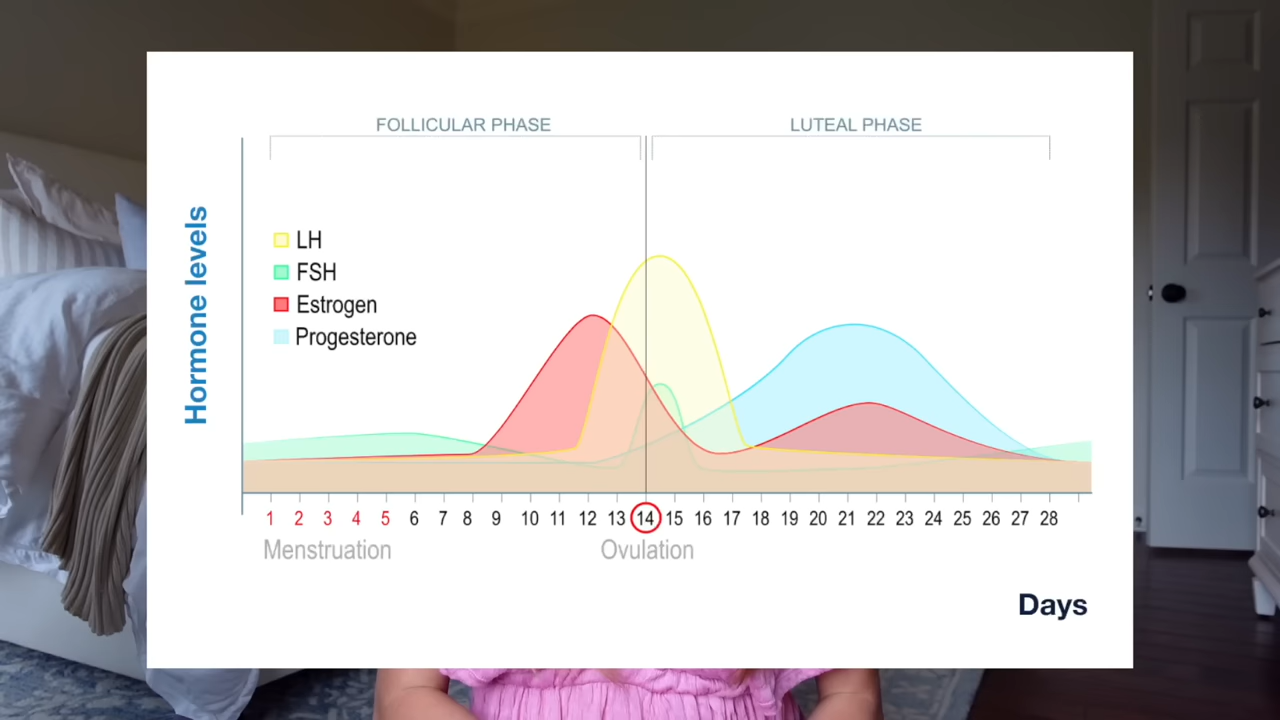 FOLLICULAR PHASE
LUTEAL PHASE
Hormone levels
LH
FSH
Estrogen
Progesterone
1 2 3 4 5 6 7 8 9 10 11 12 13 14 15 16 17 18 19 20 21 22 23 24 25 26 27 28
Menstruation
Ovulation
Days